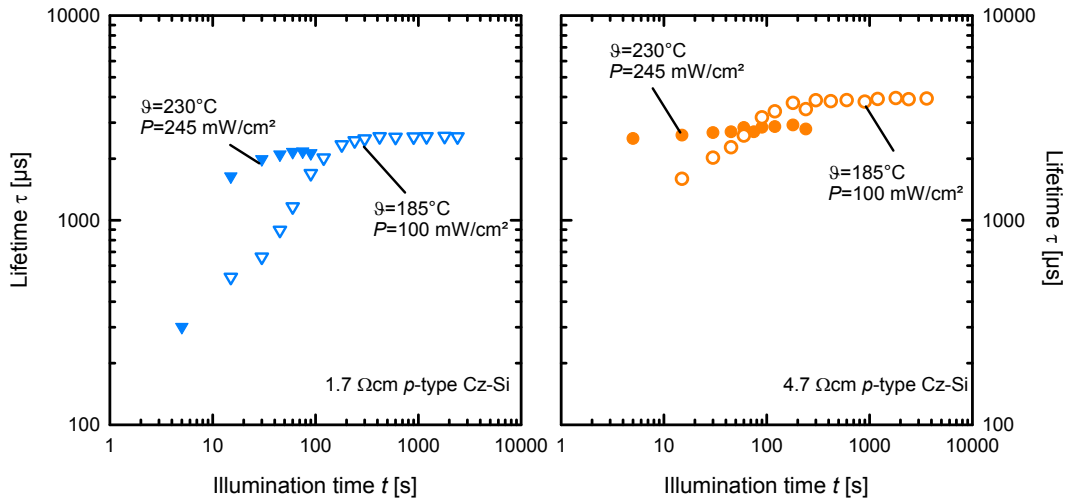 10000
1000
100
Lifetime τ [µs]
ϑ=230°C
P=245 mW/cm²
ϑ=185°C
P=100 mW/cm²
1.7 Ωcm p-type Cz-Si
1 10 100 1000 10000
Illumination time t [s]
ϑ=230°C
P=245 mW/cm²
ϑ=185°C
P=100 mW/cm²
4.7 Ωcm p-type Cz-Si
1 10 100 1000 10000
Illumination time t [s]
10000
1000
100
Lifetime τ [µs]